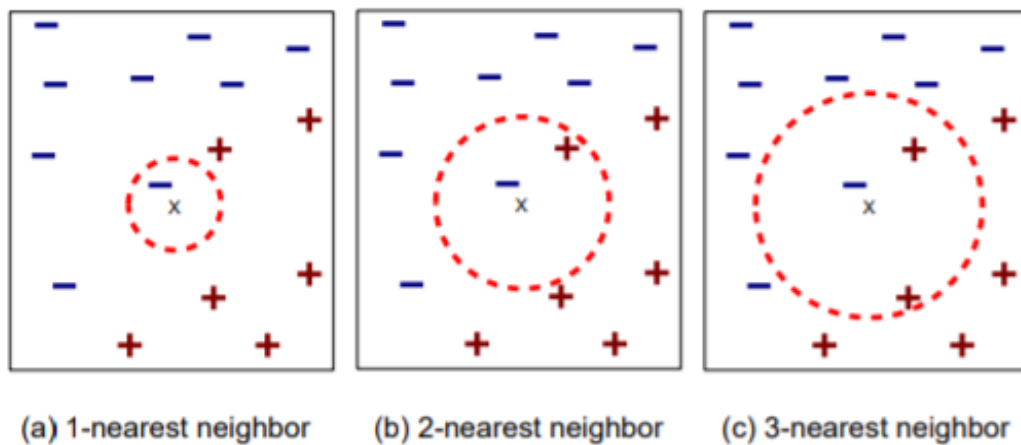 x
x
x
(a) 1-nearest neighbor
(b) 2-nearest neighbor
(c) 3-nearest neighbor